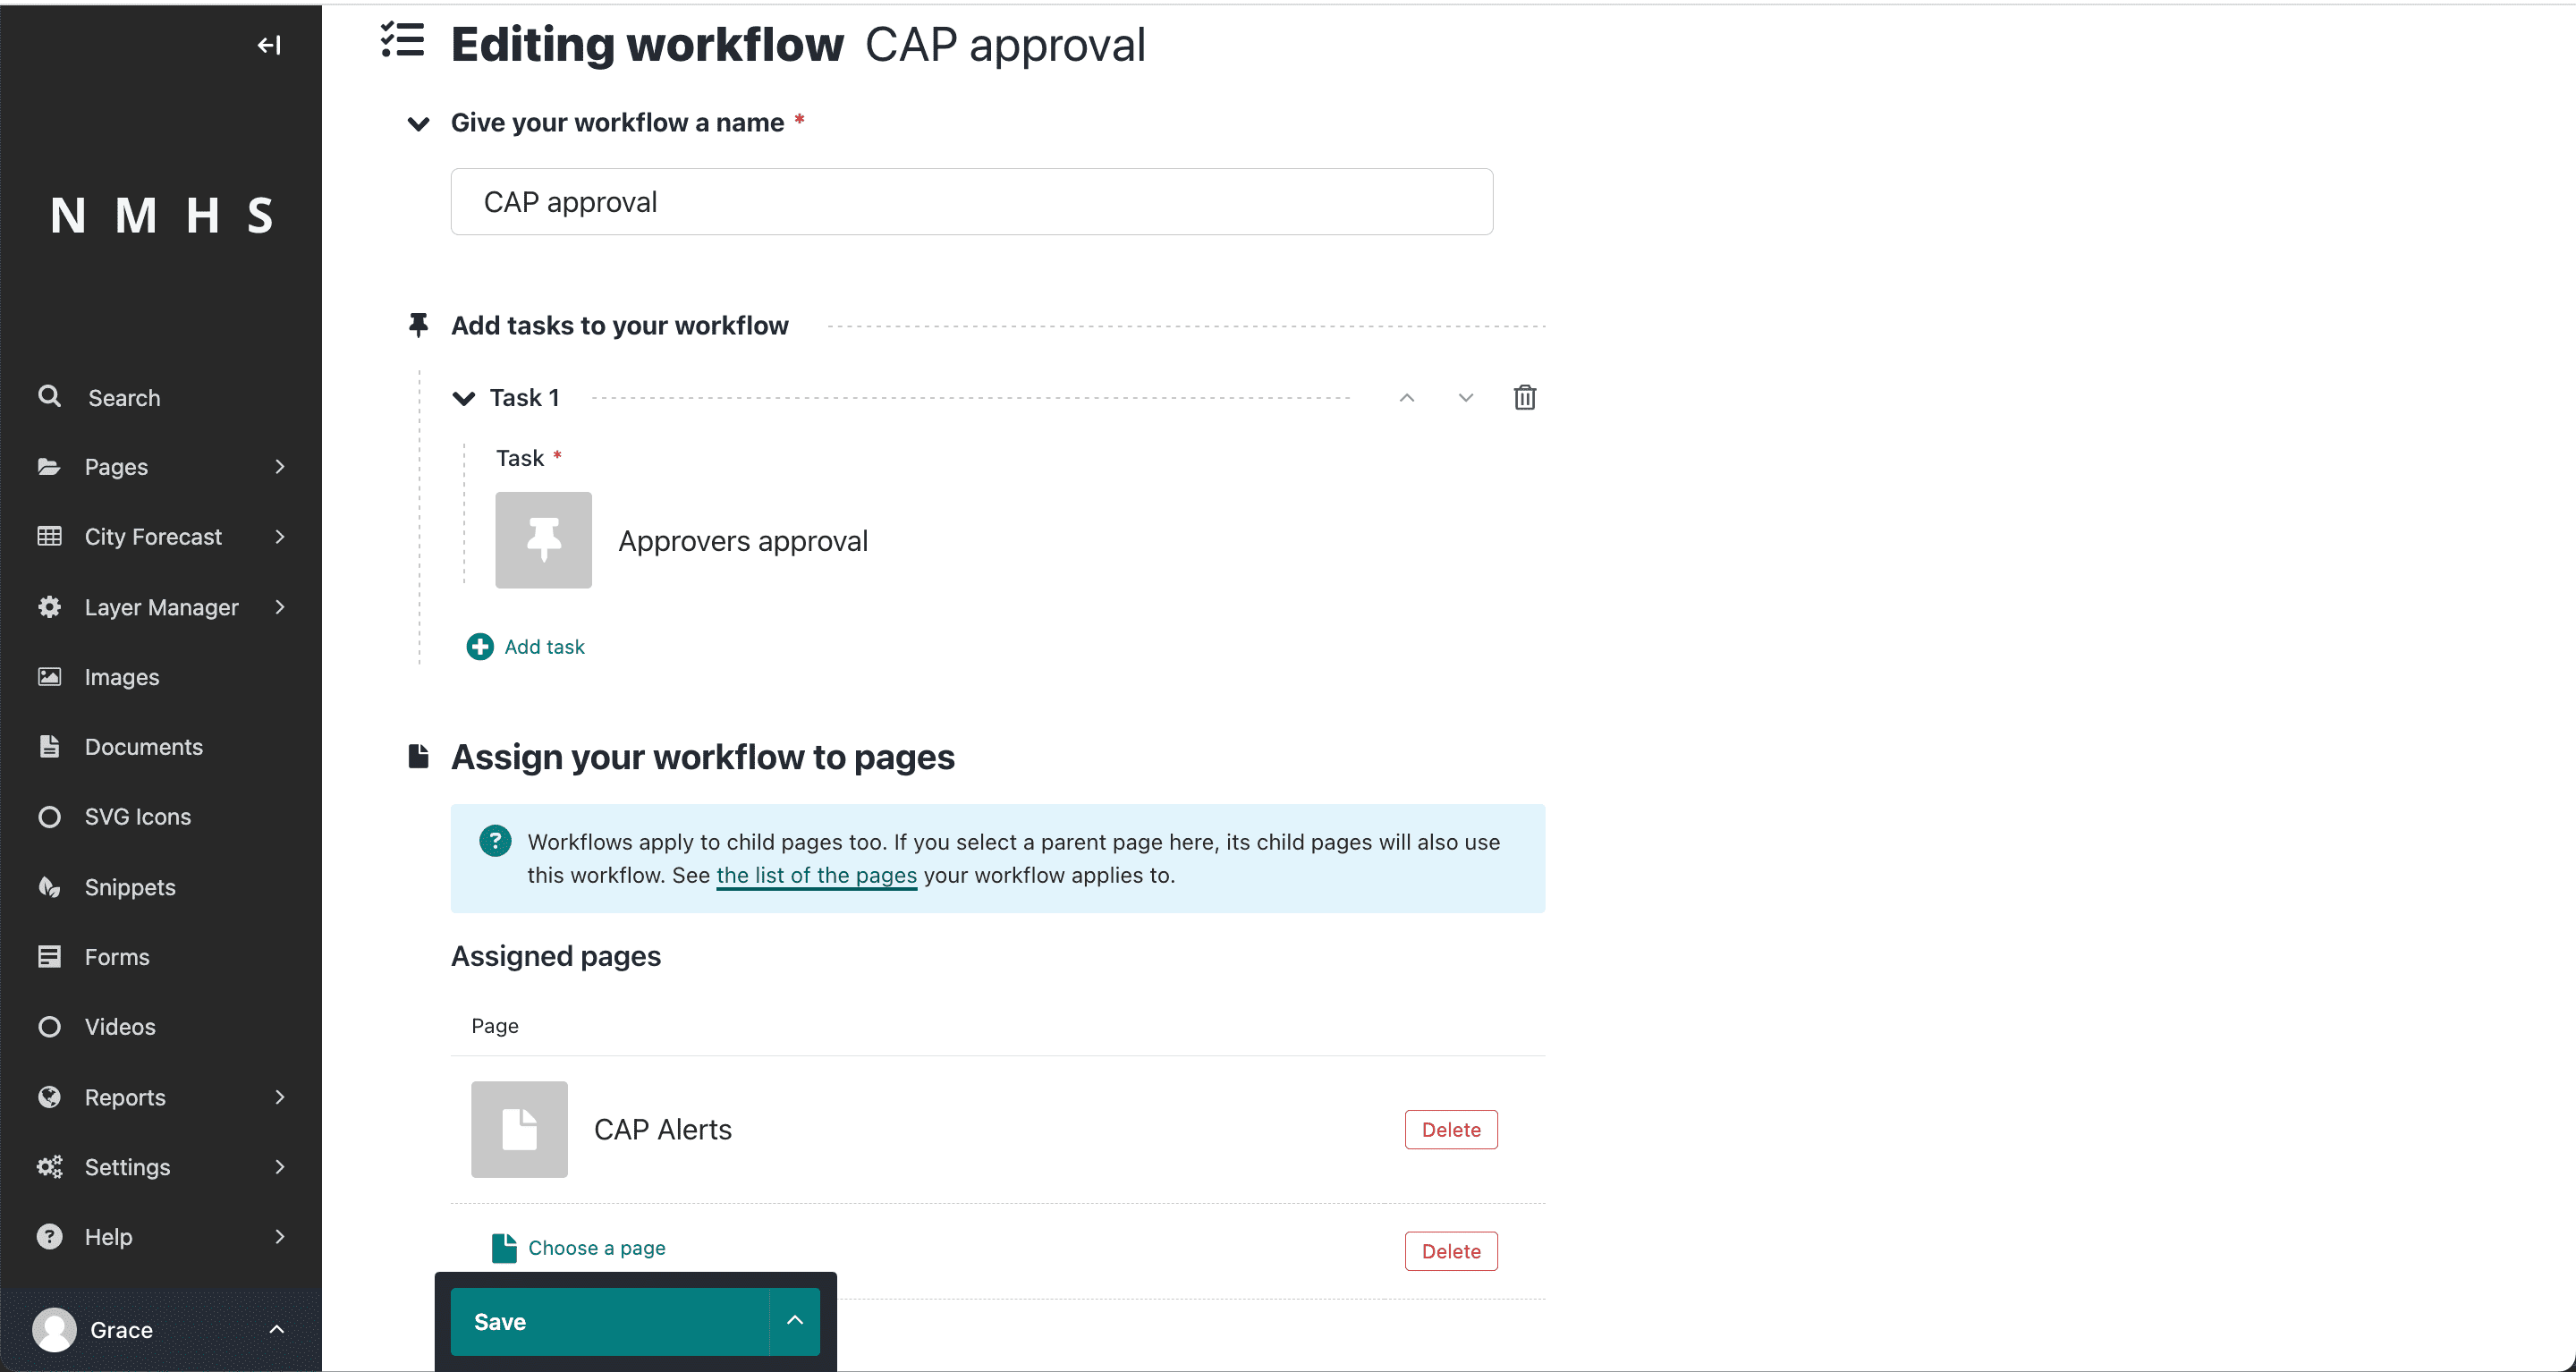 N M H S
Search
Pages
City Forecast
Layer Manager
Images
Documents
SVG Icons
Snippets
Forms
Videos
Reports
Settings
Help
Grace
Editing workflow CAP approval
Give your workflow a name *
CAP approval
Add tasks to your workflow
Task 1
Task *
Approvers approval
Add task
Assign your workflow to pages
Workflows apply to child pages too. If you select a parent page here, its child pages will also use
this workflow. See the list of the pages your workflow applies to.
Assigned pages
Page
CAP Alerts
Delete
Choose a page
Delete
Save